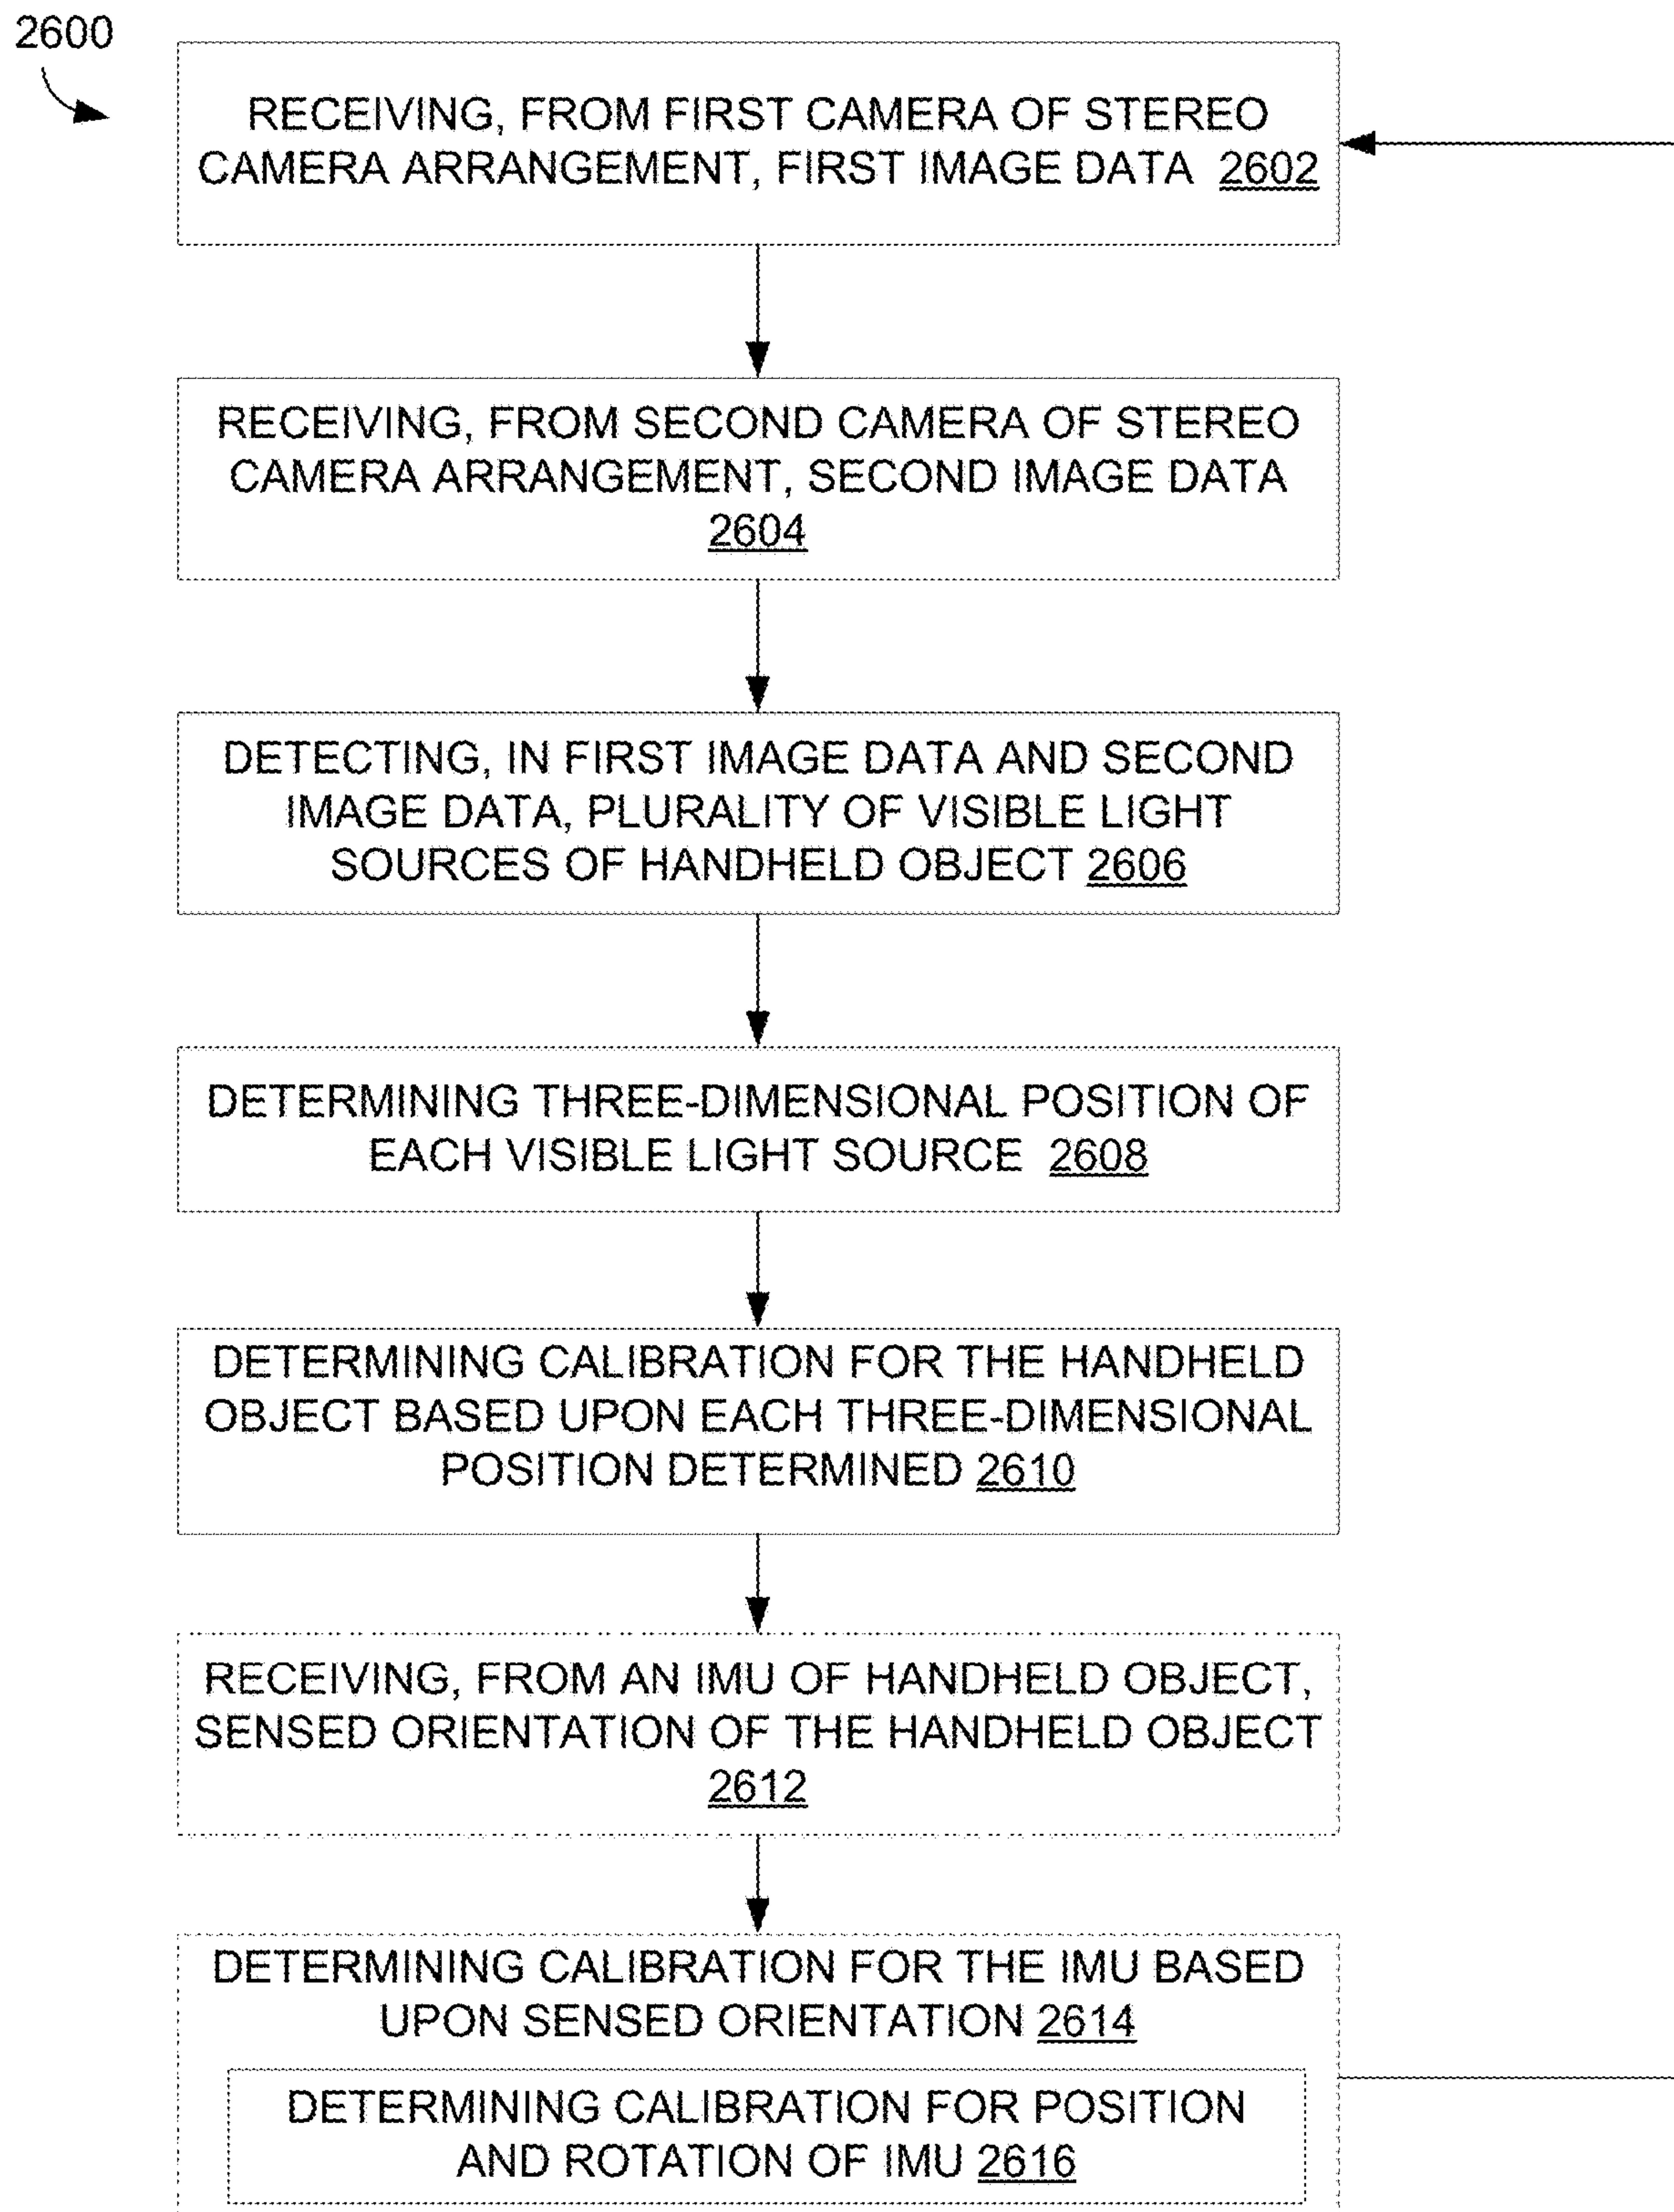 2600
RECEIVING, FROM FIRST CAMERA OF STEREO
CAMERA ARRANGEMENT, FIRST IMAGE DATA 2602
RECEIVING, FROM SECOND CAMERA OF STEREO
CAMERA ARRANGEMENT, SECOND IMAGE DATA
2604
DETECTING, IN FIRST IMAGE DATA AND SECOND
IMAGE DATA, PLURALITY OF VISIBLE LIGHT
SOURCES OF HANDHELD OBJECT 2606
DETERMINING THREE-DIMENSIONAL POSITION OF
EACH VISIBLE LIGHT SOURCE 2608
DETERMINING CALIBRATION FOR THE HANDHELD
OBJECT BASED UPON EACH THREE-DIMENSIONAL
POSITION DETERMINED 2610
RECEIVING, FROM AN IMU OF HANDHELD OBJECT,
SENSED ORIENTATION OF THE HANDHELD OBJECT
2612
DETERMINING CALIBRATION FOR THE IMU BASED
UPON SENSED ORIENTATION 2614
DETERMINING CALIBRATION FOR POSITION
AND ROTATION OF IMU 2616